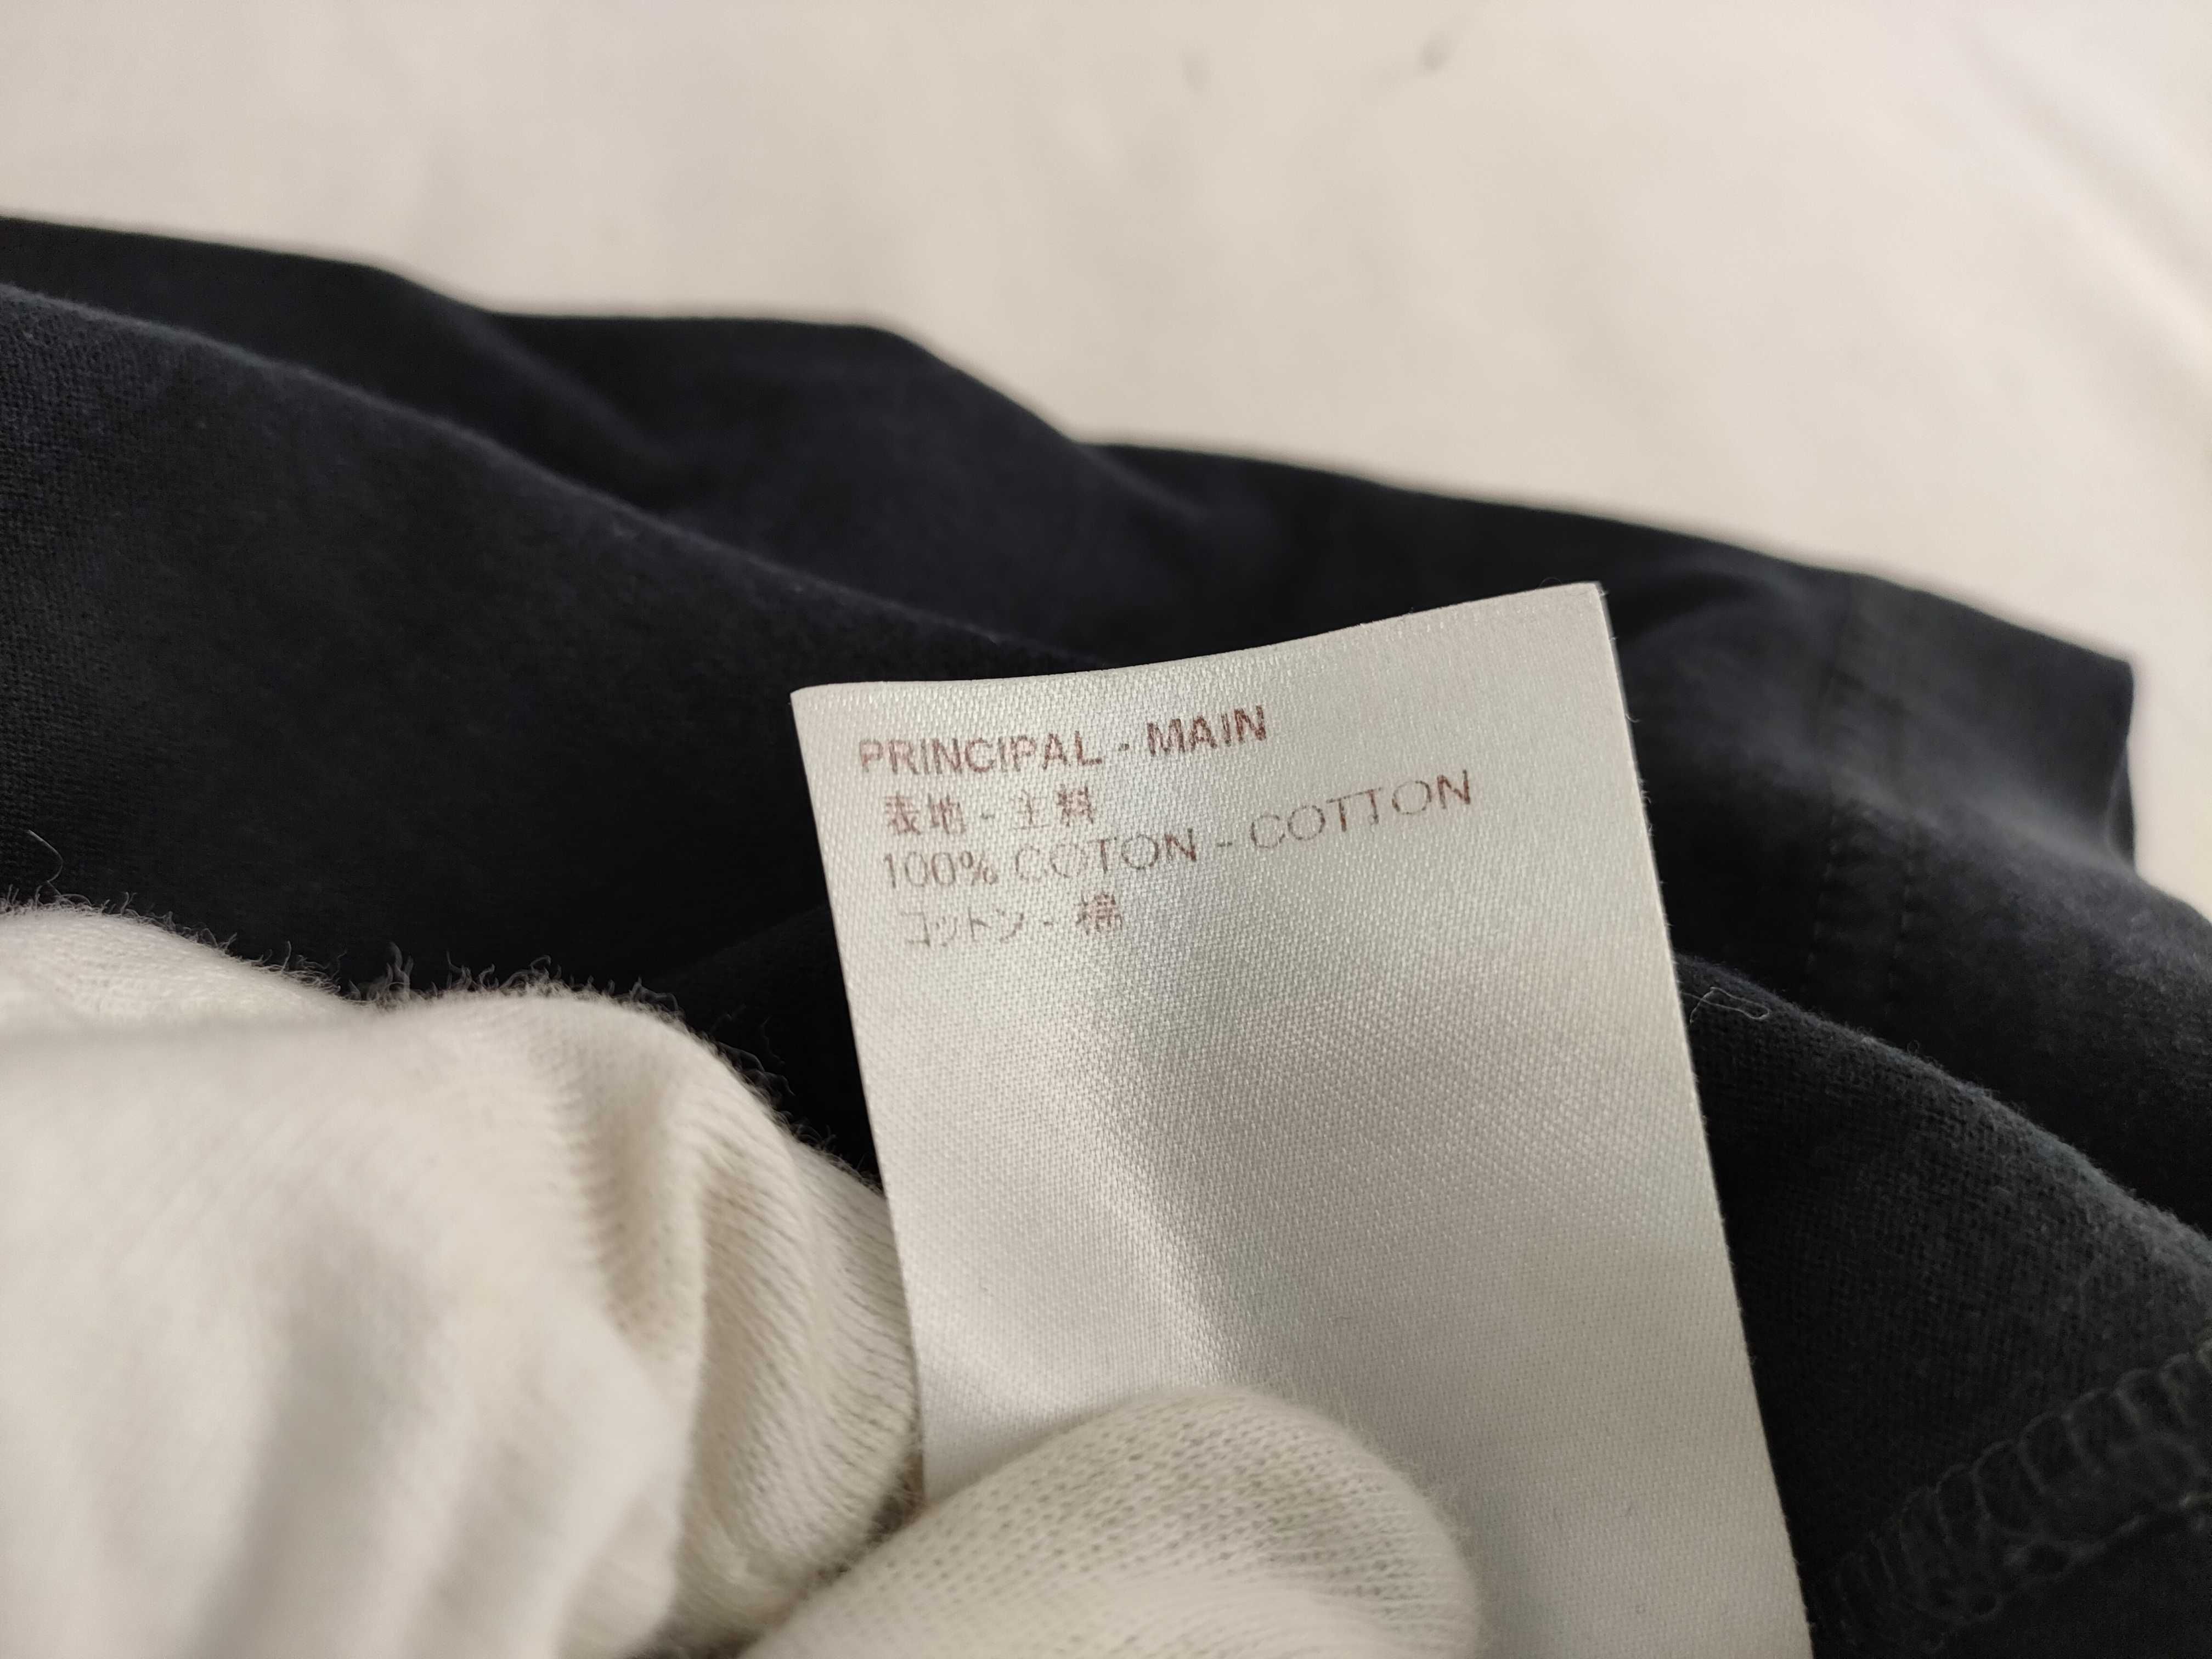 PRINCIPAL - MAIN
表地 - 主料
100% COTON - COTTON
コットン - 棉